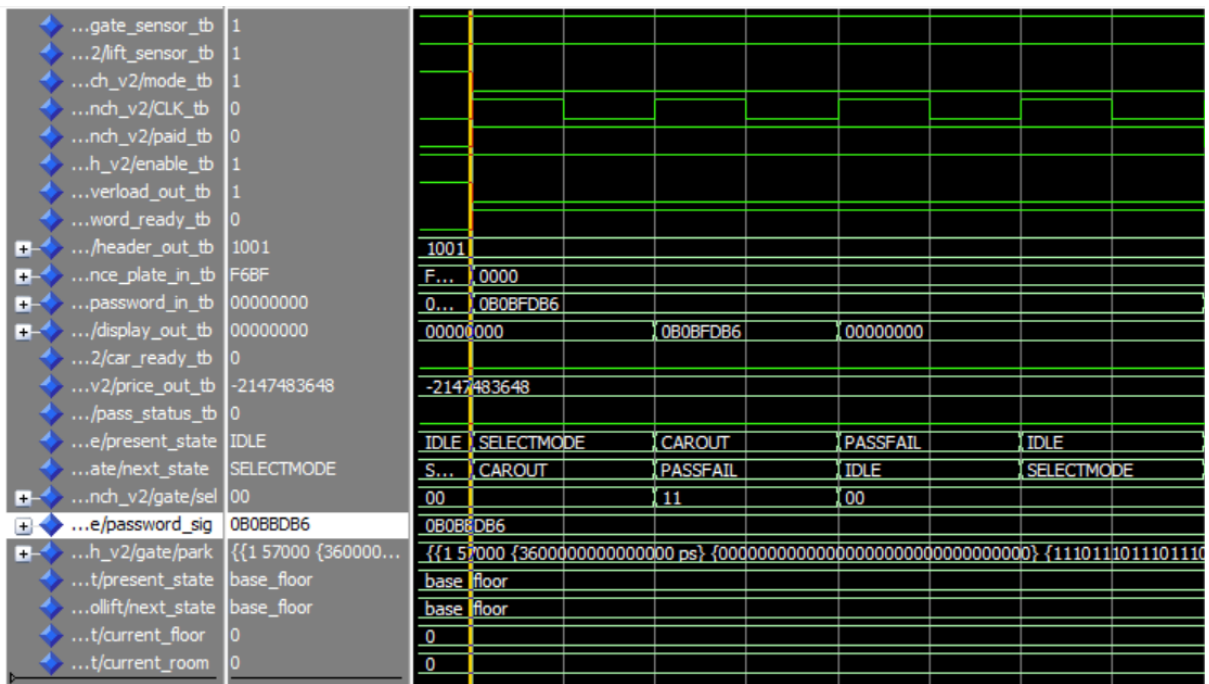 ...gate_sensor_tb 1
...2/lift_sensor_tb 1
...ch_v2/mode_tb 1
...nch_v2/CLK_tb 0
...nch_v2/paid_tb 0
...h_v2/enable_tb 1
...verload_out_tb 1
...word_ready_tb 0
.../header_out_tb 1001 1001
...nce_plate_in_tb F6BF F... 0000
...password_in_tb 00000000 0... 0B0BFDB6
.../display_out_tb 00000000 00000000 0B0BFDB6 00000000
...2/car_ready_tb 0
...v2/price_out_tb -2147483648 -2147483648
.../pass_status_tb 0
...e/present_state IDLE IDLE SELECTMODE CAROUT PASSFAIL IDLE
...ate/next_state SELECTMODE S... CAROUT PASSFAIL IDLE SELECTMODE
...nch_v2/gate/sel 00 00 11 00
...e/password_sig 0B0BBDB6 0B0BBDB6
...h_v2/gate/park {{1 57000 {360000... {{1 57000 {3600000000000000 ps} {00000000000000000000000000000000} {1110111011101110
...t/present_state base_floor base_floor
...ollift/next_state base_floor base_floor
...t/current_floor 0 0
...t/current_room 0 0